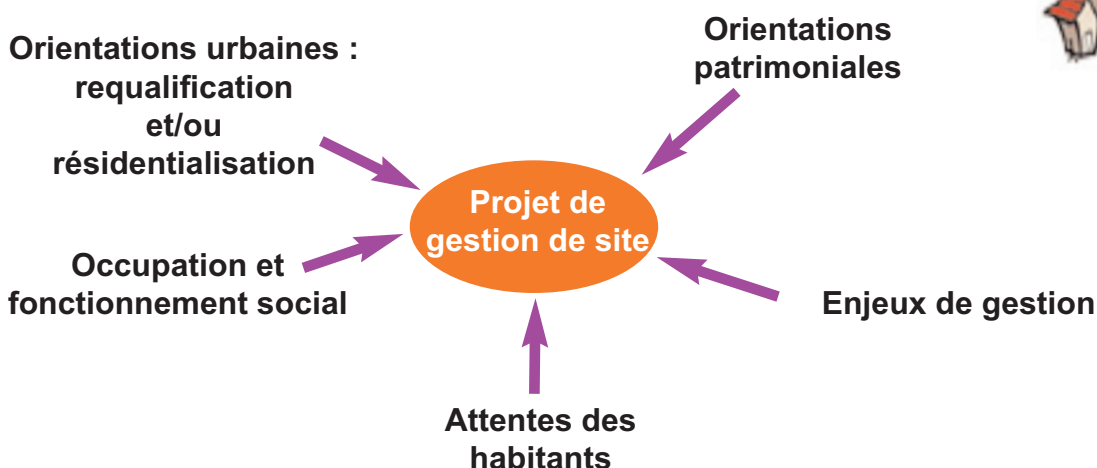 Orientations urbaines :
requalification
et/ou
résidentialisation
Orientations
patrimoniales
Projet de
gestion de site
Occupation et
fonctionnement social
Enjeux de gestion
Attentes des
habitants